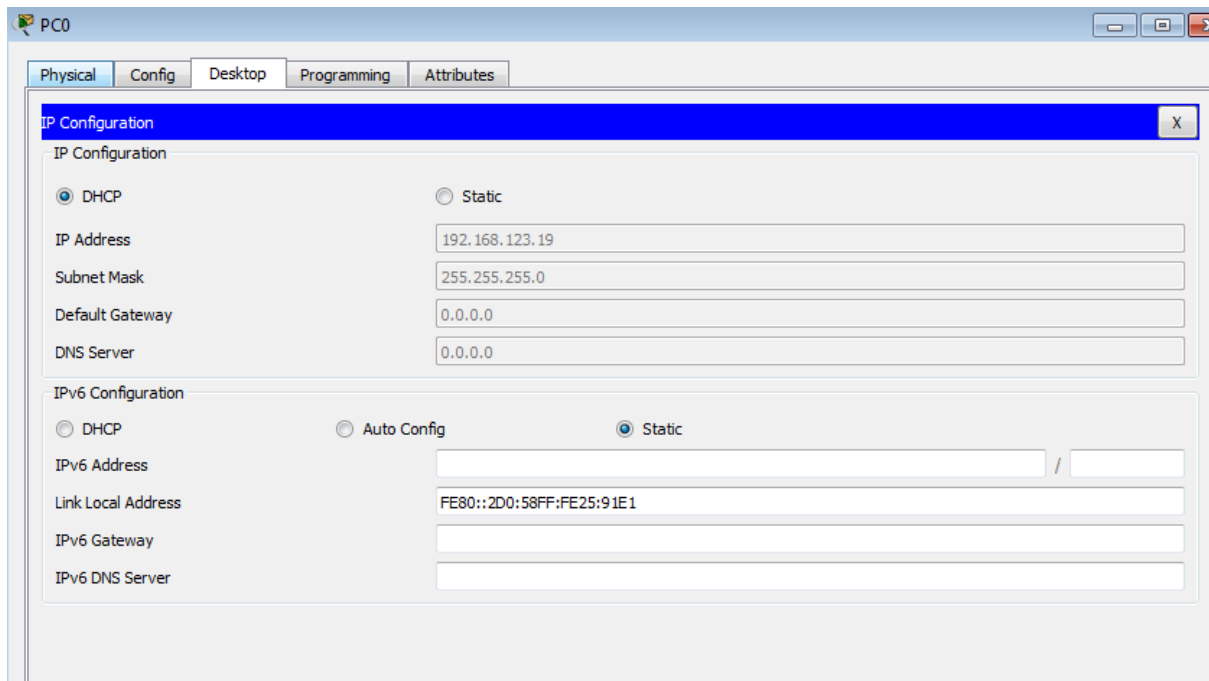 PC0
Physical Config Desktop Programming Attributes
IP Configuration X
IP Configuration
DHCP Static
IP Address 192.168.123.19
Subnet Mask 255.255.255.0
Default Gateway 0.0.0.0
DNS Server 0.0.0.0
IPv6 Configuration
DHCP Auto Config Static
IPv6 Address /
Link Local Address FE80::2D0:58FF:FE25:91E1
IPv6 Gateway
IPv6 DNS Server